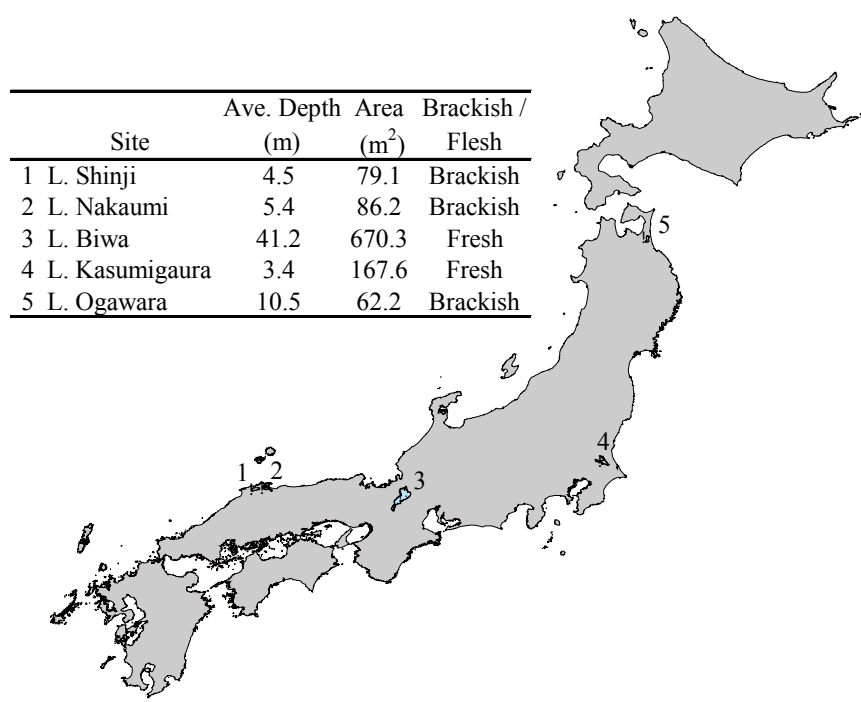 Ave. Depth Area Brackish /
Site (m) (m²) Flesh
1 L. Shinji 4.5 79.1 Brackish
2 L. Nakaumi 5.4 86.2 Brackish
3 L. Biwa 41.2 670.3 Fresh
4 L. Kasumigaura 3.4 167.6 Fresh
5 L. Ogawara 10.5 62.2 Brackish
5
4
1 2
3